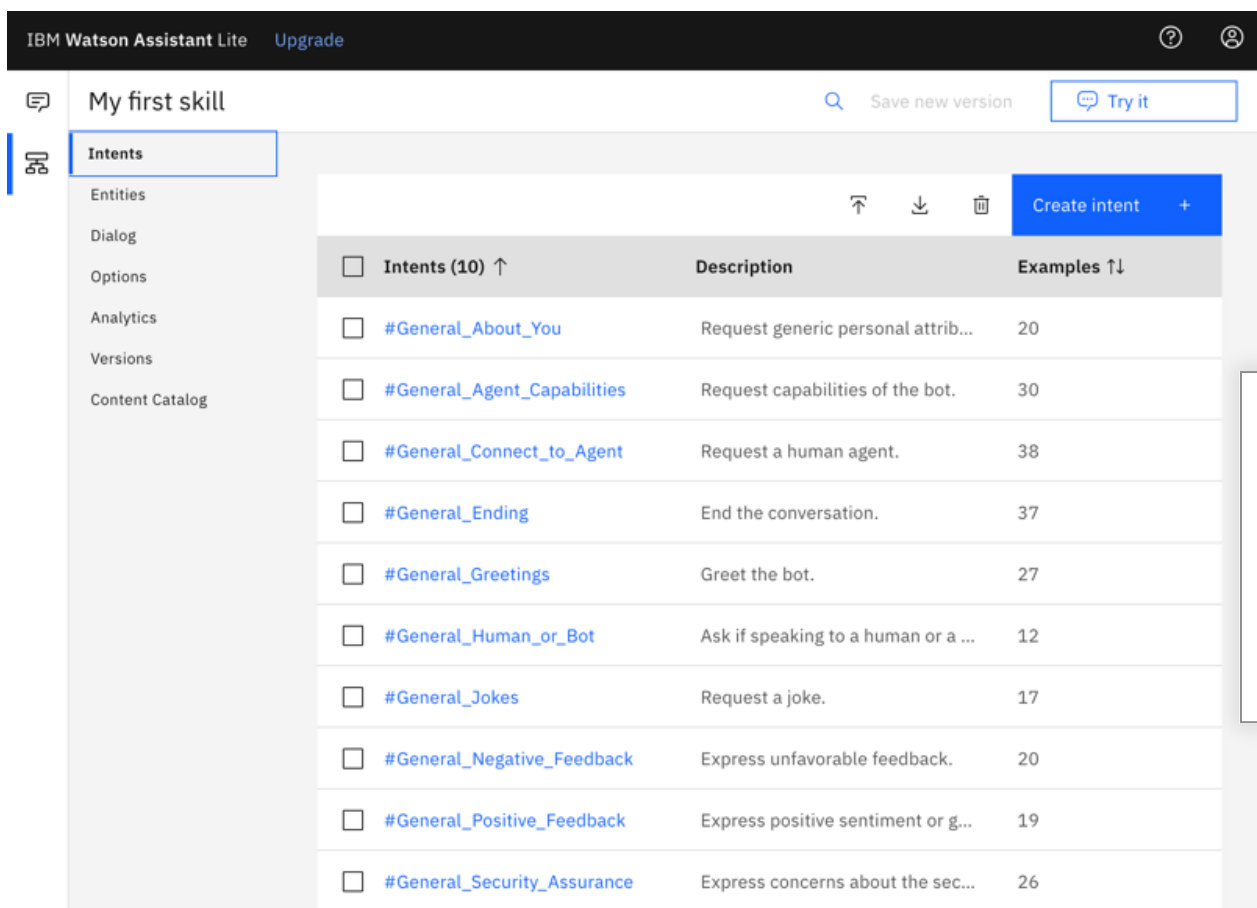 IBM Watson Assistant Lite Upgrade
My first skill Save new version Try it
Intents
Entities
Dialog
Options
Analytics
Versions
Content Catalog
Create intent +
Intents (10) ↑ Description Examples ↑↓
#General_About_You Request generic personal attrib... 20
#General_Agent_Capabilities Request capabilities of the bot. 30
#General_Connect_to_Agent Request a human agent. 38
#General_Ending End the conversation. 37
#General_Greetings Greet the bot. 27
#General_Human_or_Bot Ask if speaking to a human or a ... 12
#General_Jokes Request a joke. 17
#General_Negative_Feedback Express unfavorable feedback. 20
#General_Positive_Feedback Express positive sentiment or g... 19
#General_Security_Assurance Express concerns about the sec... 26